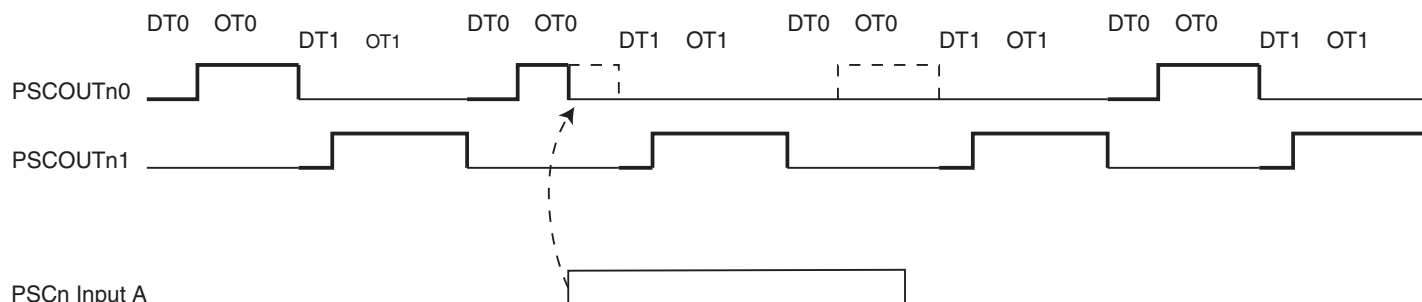 DT0 OT0 DT0 OT0 DT0 OT0 DT0 OT0
DT1 OT1 DT1 OT1 DT1 OT1 DT1 OT1
PSCOUTn0
PSCOUTn1
PSCn Input A